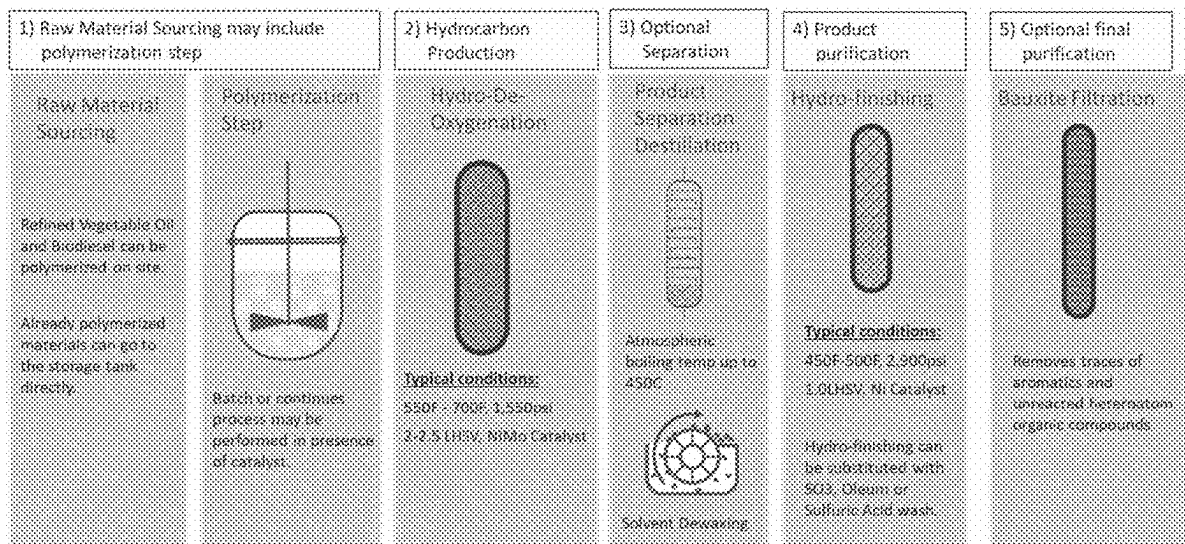 1) Raw Material Sourcing may include
polymerization step
2) Hydrocarbon
Production
3) Optional
Separation
4) Product
purification
5) Optional final
purification
Raw Material
Sourcing
Refined Vegetable Oil
and Biodiesel can be
polymerized on site.
Already polymerized
materials can go to
the storage tank
directly.
Polymerization
Step
Batch or continues
process may be
performed in presence
of catalyst.
Hydro-De-
Oxygenation
Typical conditions:
550F - 700F, 1,550psi
2-2.5 LHSV, NiMo Catalyst
Product
Separation
Destillation
Atmospheric
boiling temp up to
450C
Solvent Dewaxing
Hydro-finishing
Typical conditions:
450F-500F, 2,900psi
1.0LHSV, Ni Catalyst
Hydro-finishing can
be substituted with
SO3, Oleum or
Sulfuric Acid wash.
Bauxite Filtration
Removes traces of
aromatics and
unreacted heteroatom
organic compounds